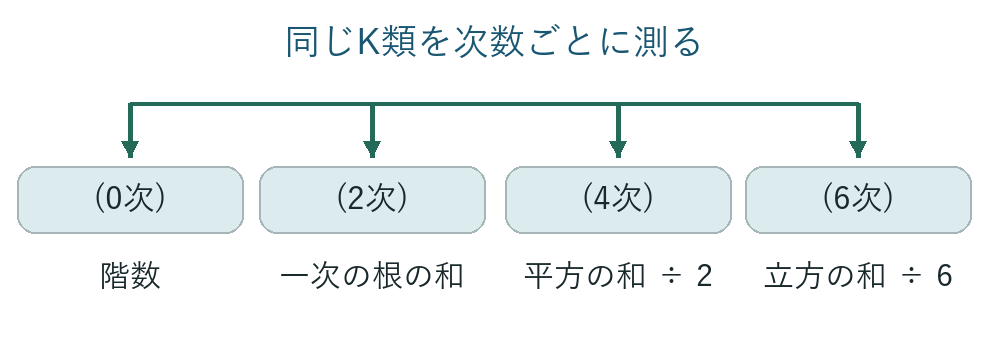 同じK類を次数ごとに測る
(0次)
(2次)
(4次)
(6次)
階数
一次の根の和
平方の和 ÷ 2
立方の和 ÷ 6